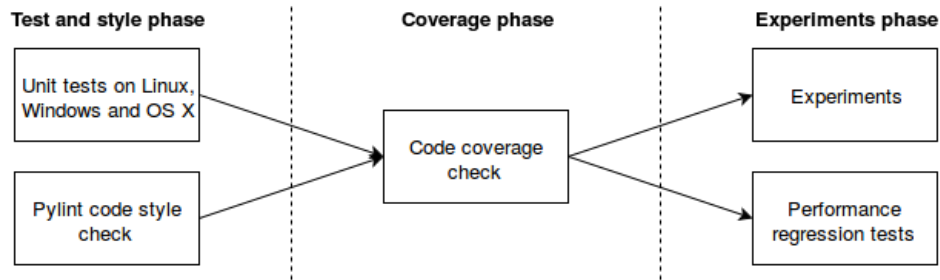 Test and style phase
Coverage phase
Experiments phase
Unit tests on Linux,
Windows and OS X
Pylint code style
check
Code coverage
check
Experiments
Performance
regression tests